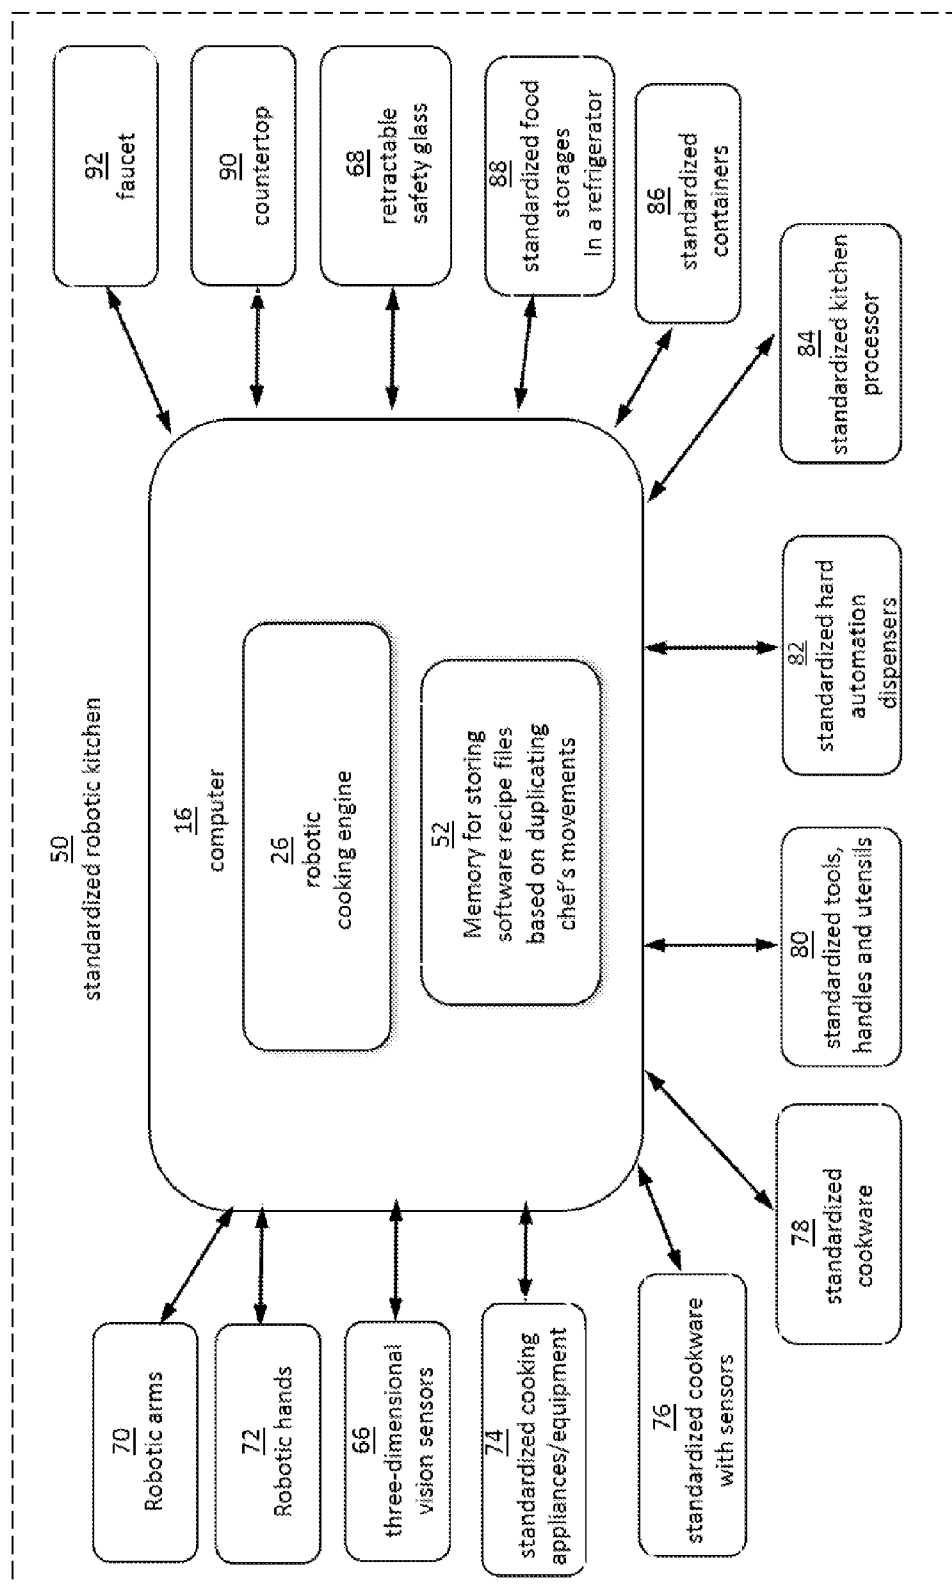 50
standardized robotic kitchen
16
computer
26
robotic
cooking engine
52
Memory for storing
software recipe files
based on duplicating
chef's movements
70
Robotic arms
72
Robotic hands
66
three-dimensional
vision sensors
74
standardized cooking
appliances/equipment
76
standardized cookware
with sensors
78
standardized
cookware
80
standardized tools,
handles and utensils
82
standardized hard
automation
dispensers
84
standardized kitchen
processor
86
standardized
containers
88
standardized food
storages
In a refrigerator
68
retractable
safety glass
90
countertop
92
faucet